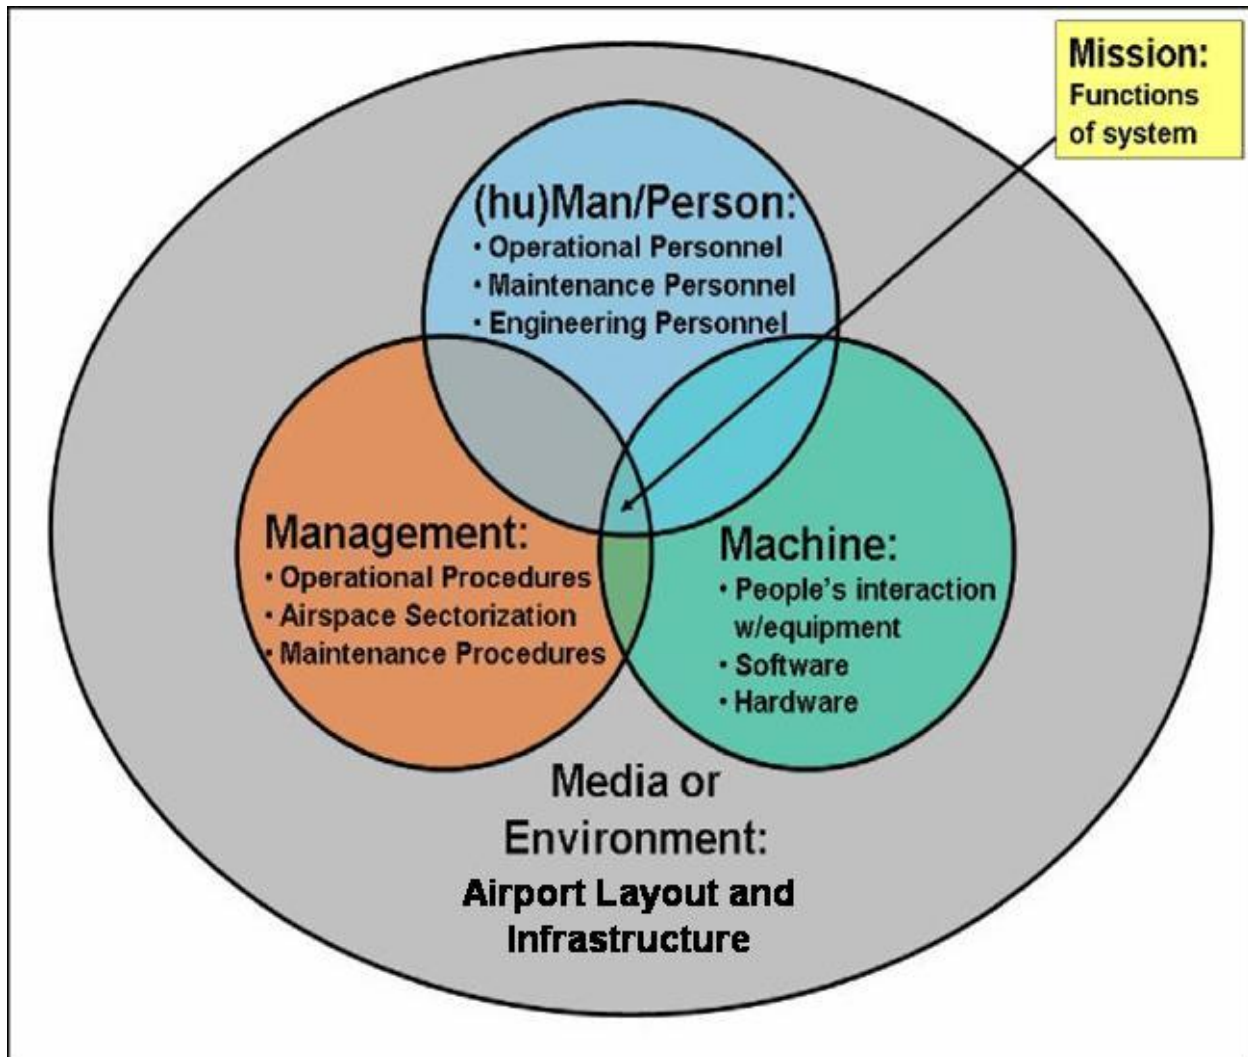 Mission:
Functions
of system
(hu)Man/Person:
• Operational Personnel
• Maintenance Personnel
• Engineering Personnel
Management:
• Operational Procedures
• Airspace Sectorization
• Maintenance Procedures
Machine:
• People's interaction
w/equipment
• Software
• Hardware
Media or
Environment:
Airport Layout and
Infrastructure